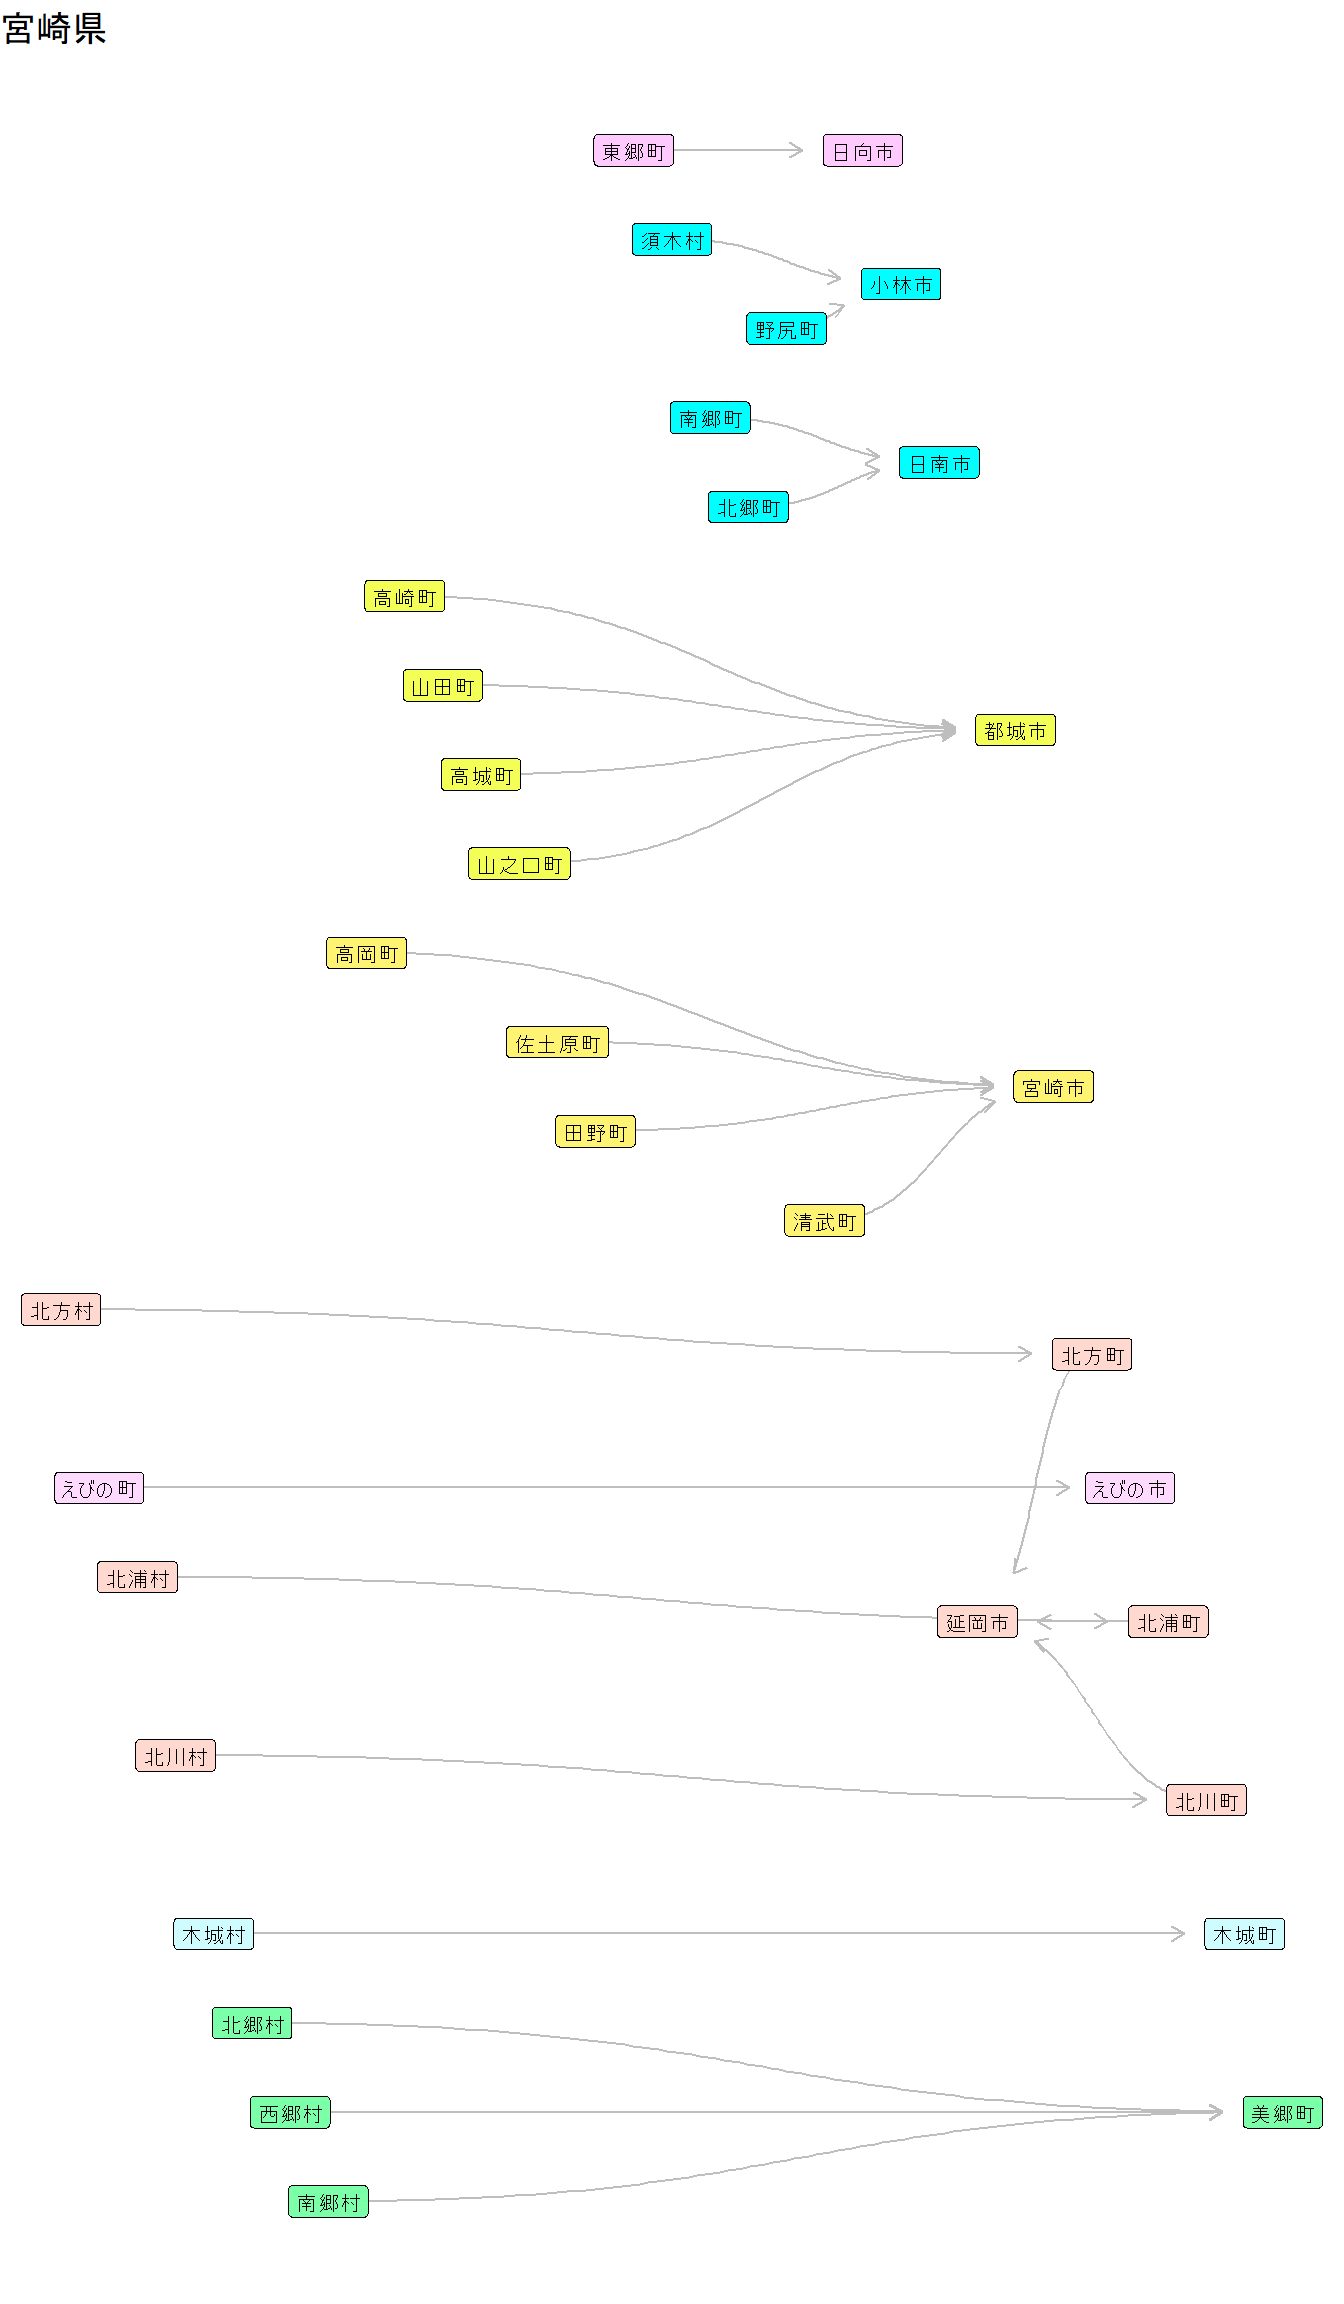 宮崎県
東郷町
日向市
須木村
小林市
野尻町
南郷町
日南市
北郷町
高崎町
山田町
都城市
高城町
山之口町
高岡町
佐土原町
宮崎市
田野町
清武町
北方村
北方町
えびの町
えびの市
北浦村
延岡市
北浦町
北川村
北川町
木城村
木城町
北郷村
西郷村
美郷町
南郷村